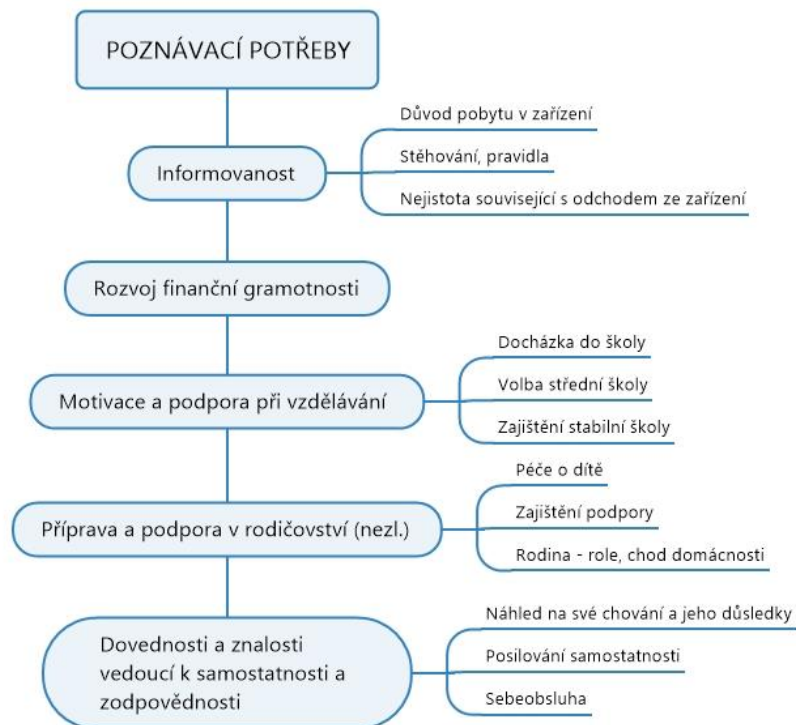 POZNÁVACÍ POTŘEBY
Informovanost
Důvod pobytu v zařízení
Stěhování, pravidla
Nejistota související s odchodem ze zařízení
Rozvoj finanční gramotnosti
Motivace a podpora při vzdělávání
Docházka do školy
Volba střední školy
Zajištění stabilní školy
Příprava a podpora v rodičovství (nezl.)
Péče o dítě
Zajištění podpory
Rodina - role, chod domácnosti
Dovednosti a znalosti
vedoucí k samostatnosti a
zodpovědnosti
Náhled na své chování a jeho důsledky
Posilování samostatnosti
Sebeobsluha